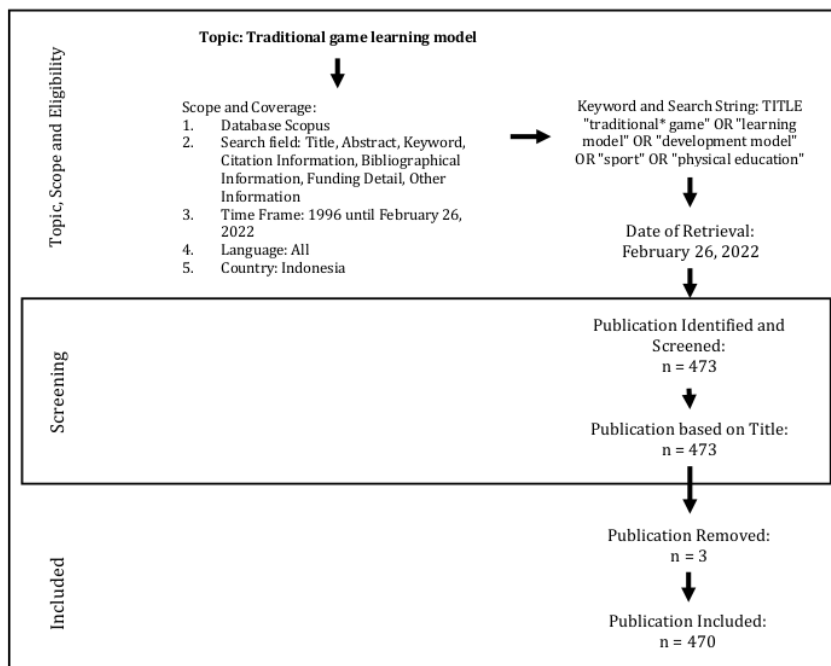 Topic: Traditional game learning model
Topic, Scope and Eligibility
Scope and Coverage:
1. Database Scopus
2. Search field: Title, Abstract, Keyword,
Citation Information, Bibliographical
Information, Funding Detail, Other
Information
3. Time Frame: 1996 until February 26,
2022
4. Language: All
5. Country: Indonesia
Keyword and Search String: TITLE
"traditional* game" OR "learning
model" OR "development model"
OR "sport" OR "physical education"
Date of Retrieval:
February 26, 2022
Screening
Publication Identified and
Screened:
n = 473
Publication based on Title:
n = 473
Included
Publication Removed:
n = 3
Publication Included:
n = 470